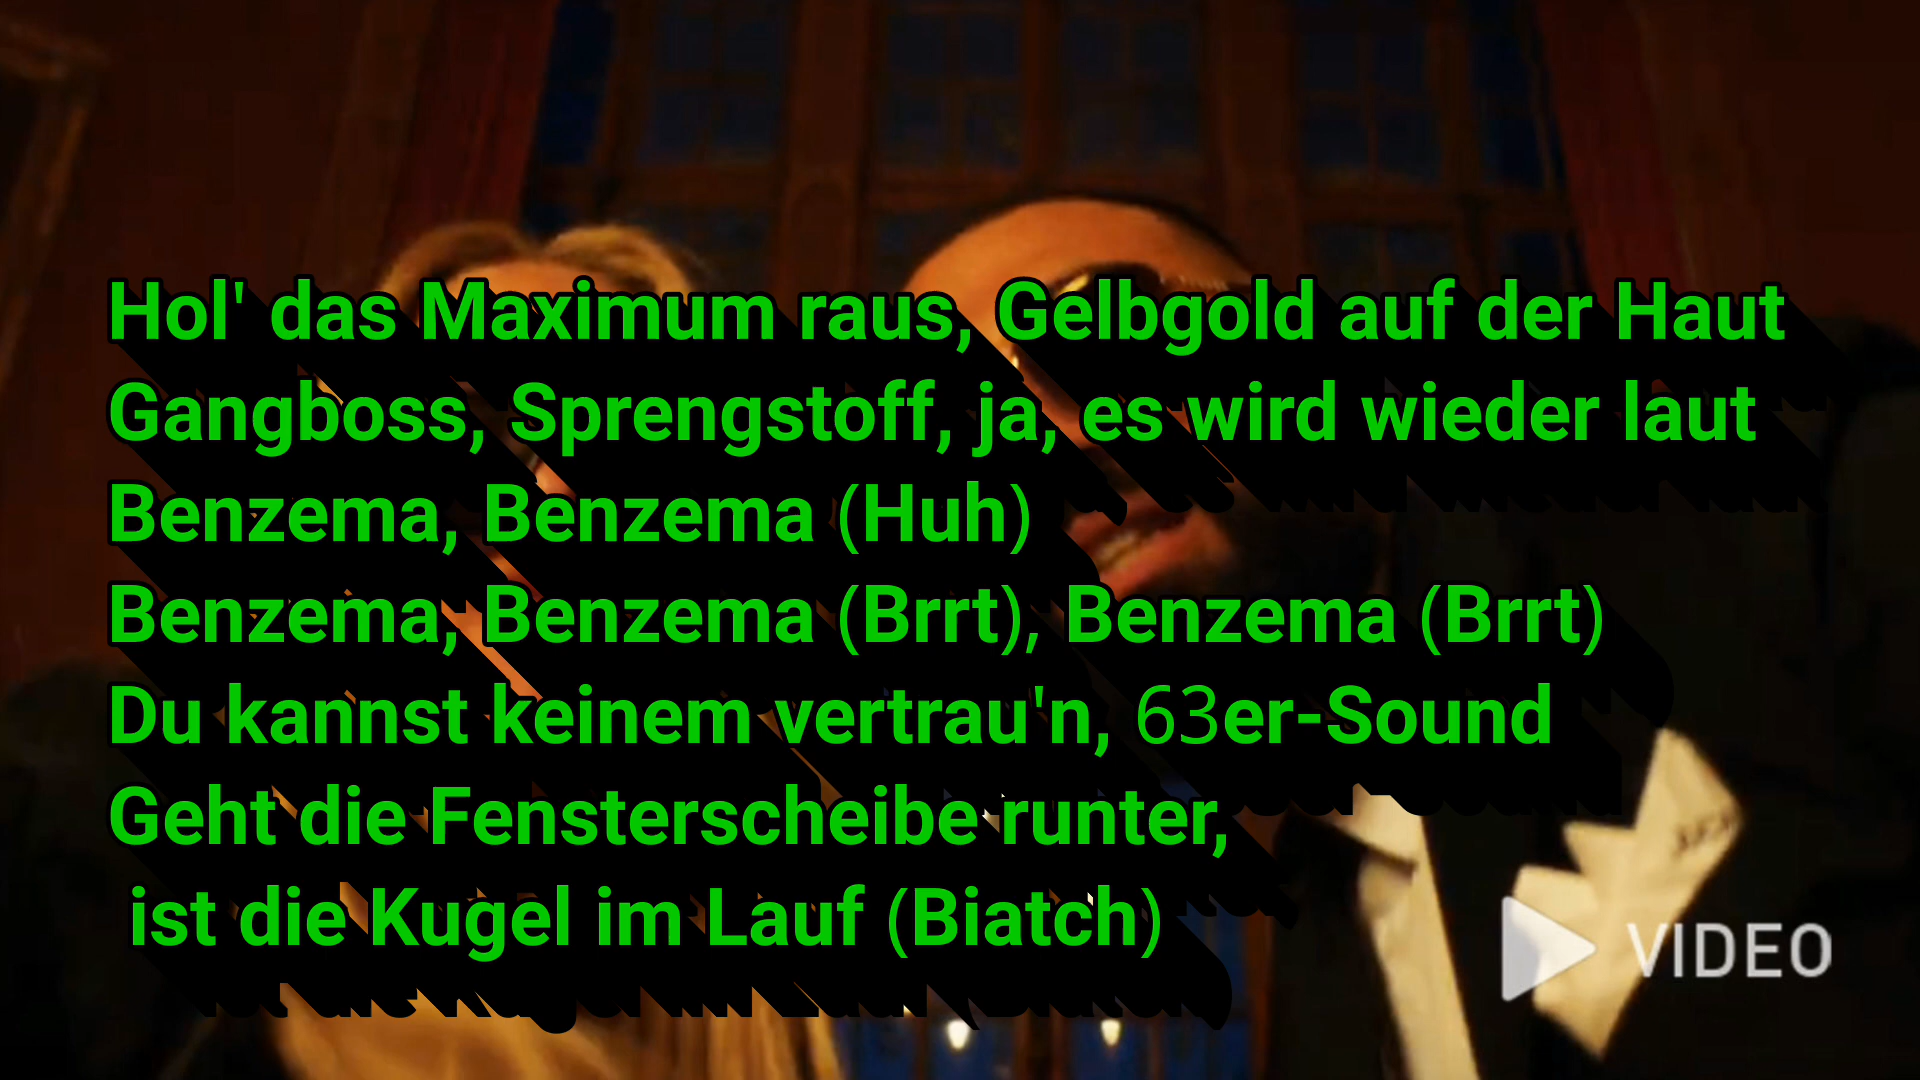 Hol' das Maximum raus, Gelbgold auf der Haut
Gangboss, Sprengstoff, ja, es wird wieder laut
Benzema, Benzema (Huh)
Benzema, Benzema (Brrt), Benzema (Brrt)
Du kannst keinem vertrau'n, 63er-Sound
Geht die Fensterscheibe runter,
ist die Kugel im Lauf (Biatch)
VIDEO